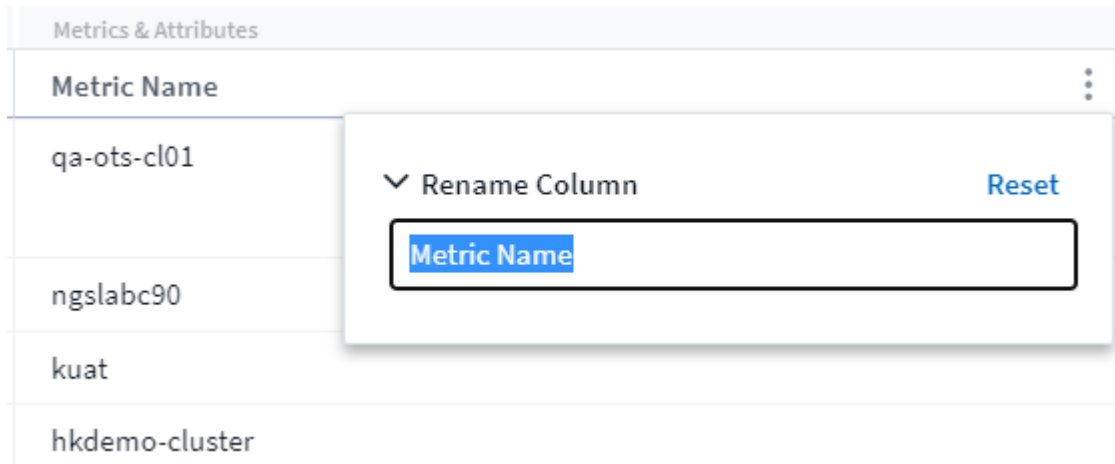 Metrics & Attributes
Metric Name
qa-ots-cl01
Rename Column Reset
Metric Name
ngslabc90
kuat
hkdemo-cluster